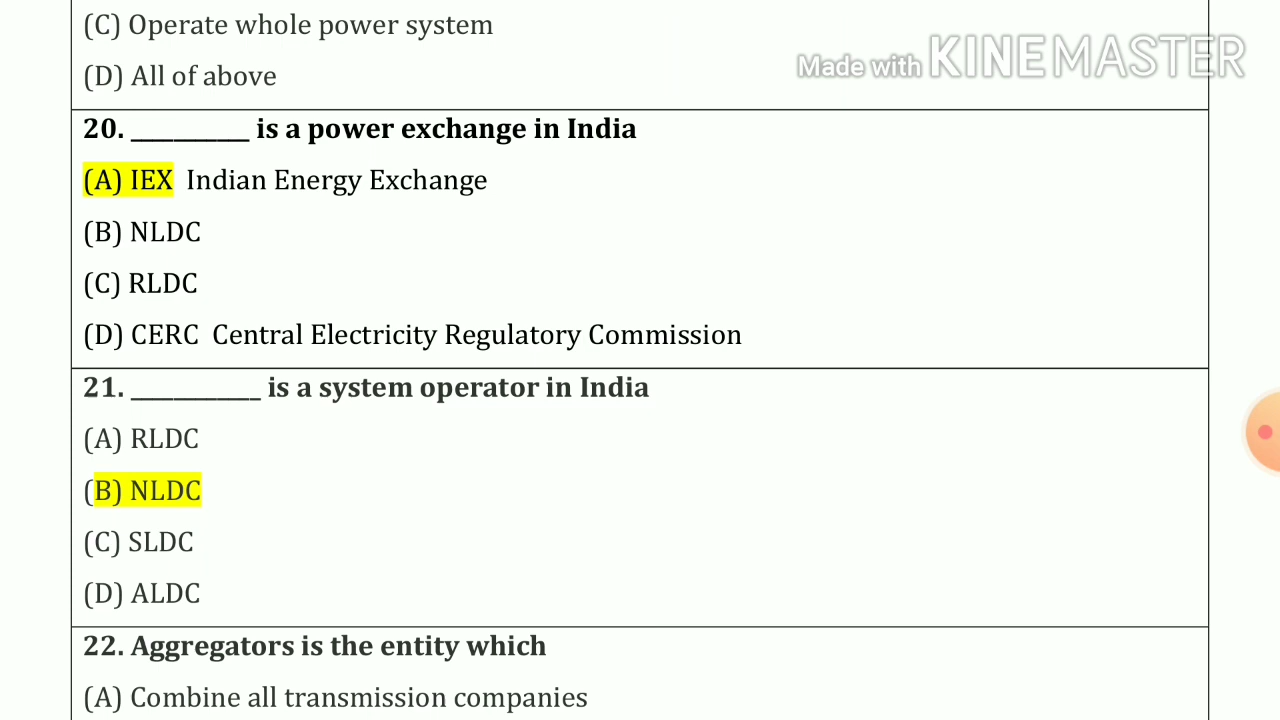 (C) Operate whole power system
Made with KINEMASTER
(D) All of above
20. _________ is a power exchange in India
(A) IEX Indian Energy Exchange
(B) NLDC
(C) RLDC
(D) CERC Central Electricity Regulatory Commission
21. __________ is a system operator in India
(A) RLDC
(B) NLDC
(C) SLDC
(D) ALDC
22. Aggregators is the entity which
(A) Combine all transmission companies